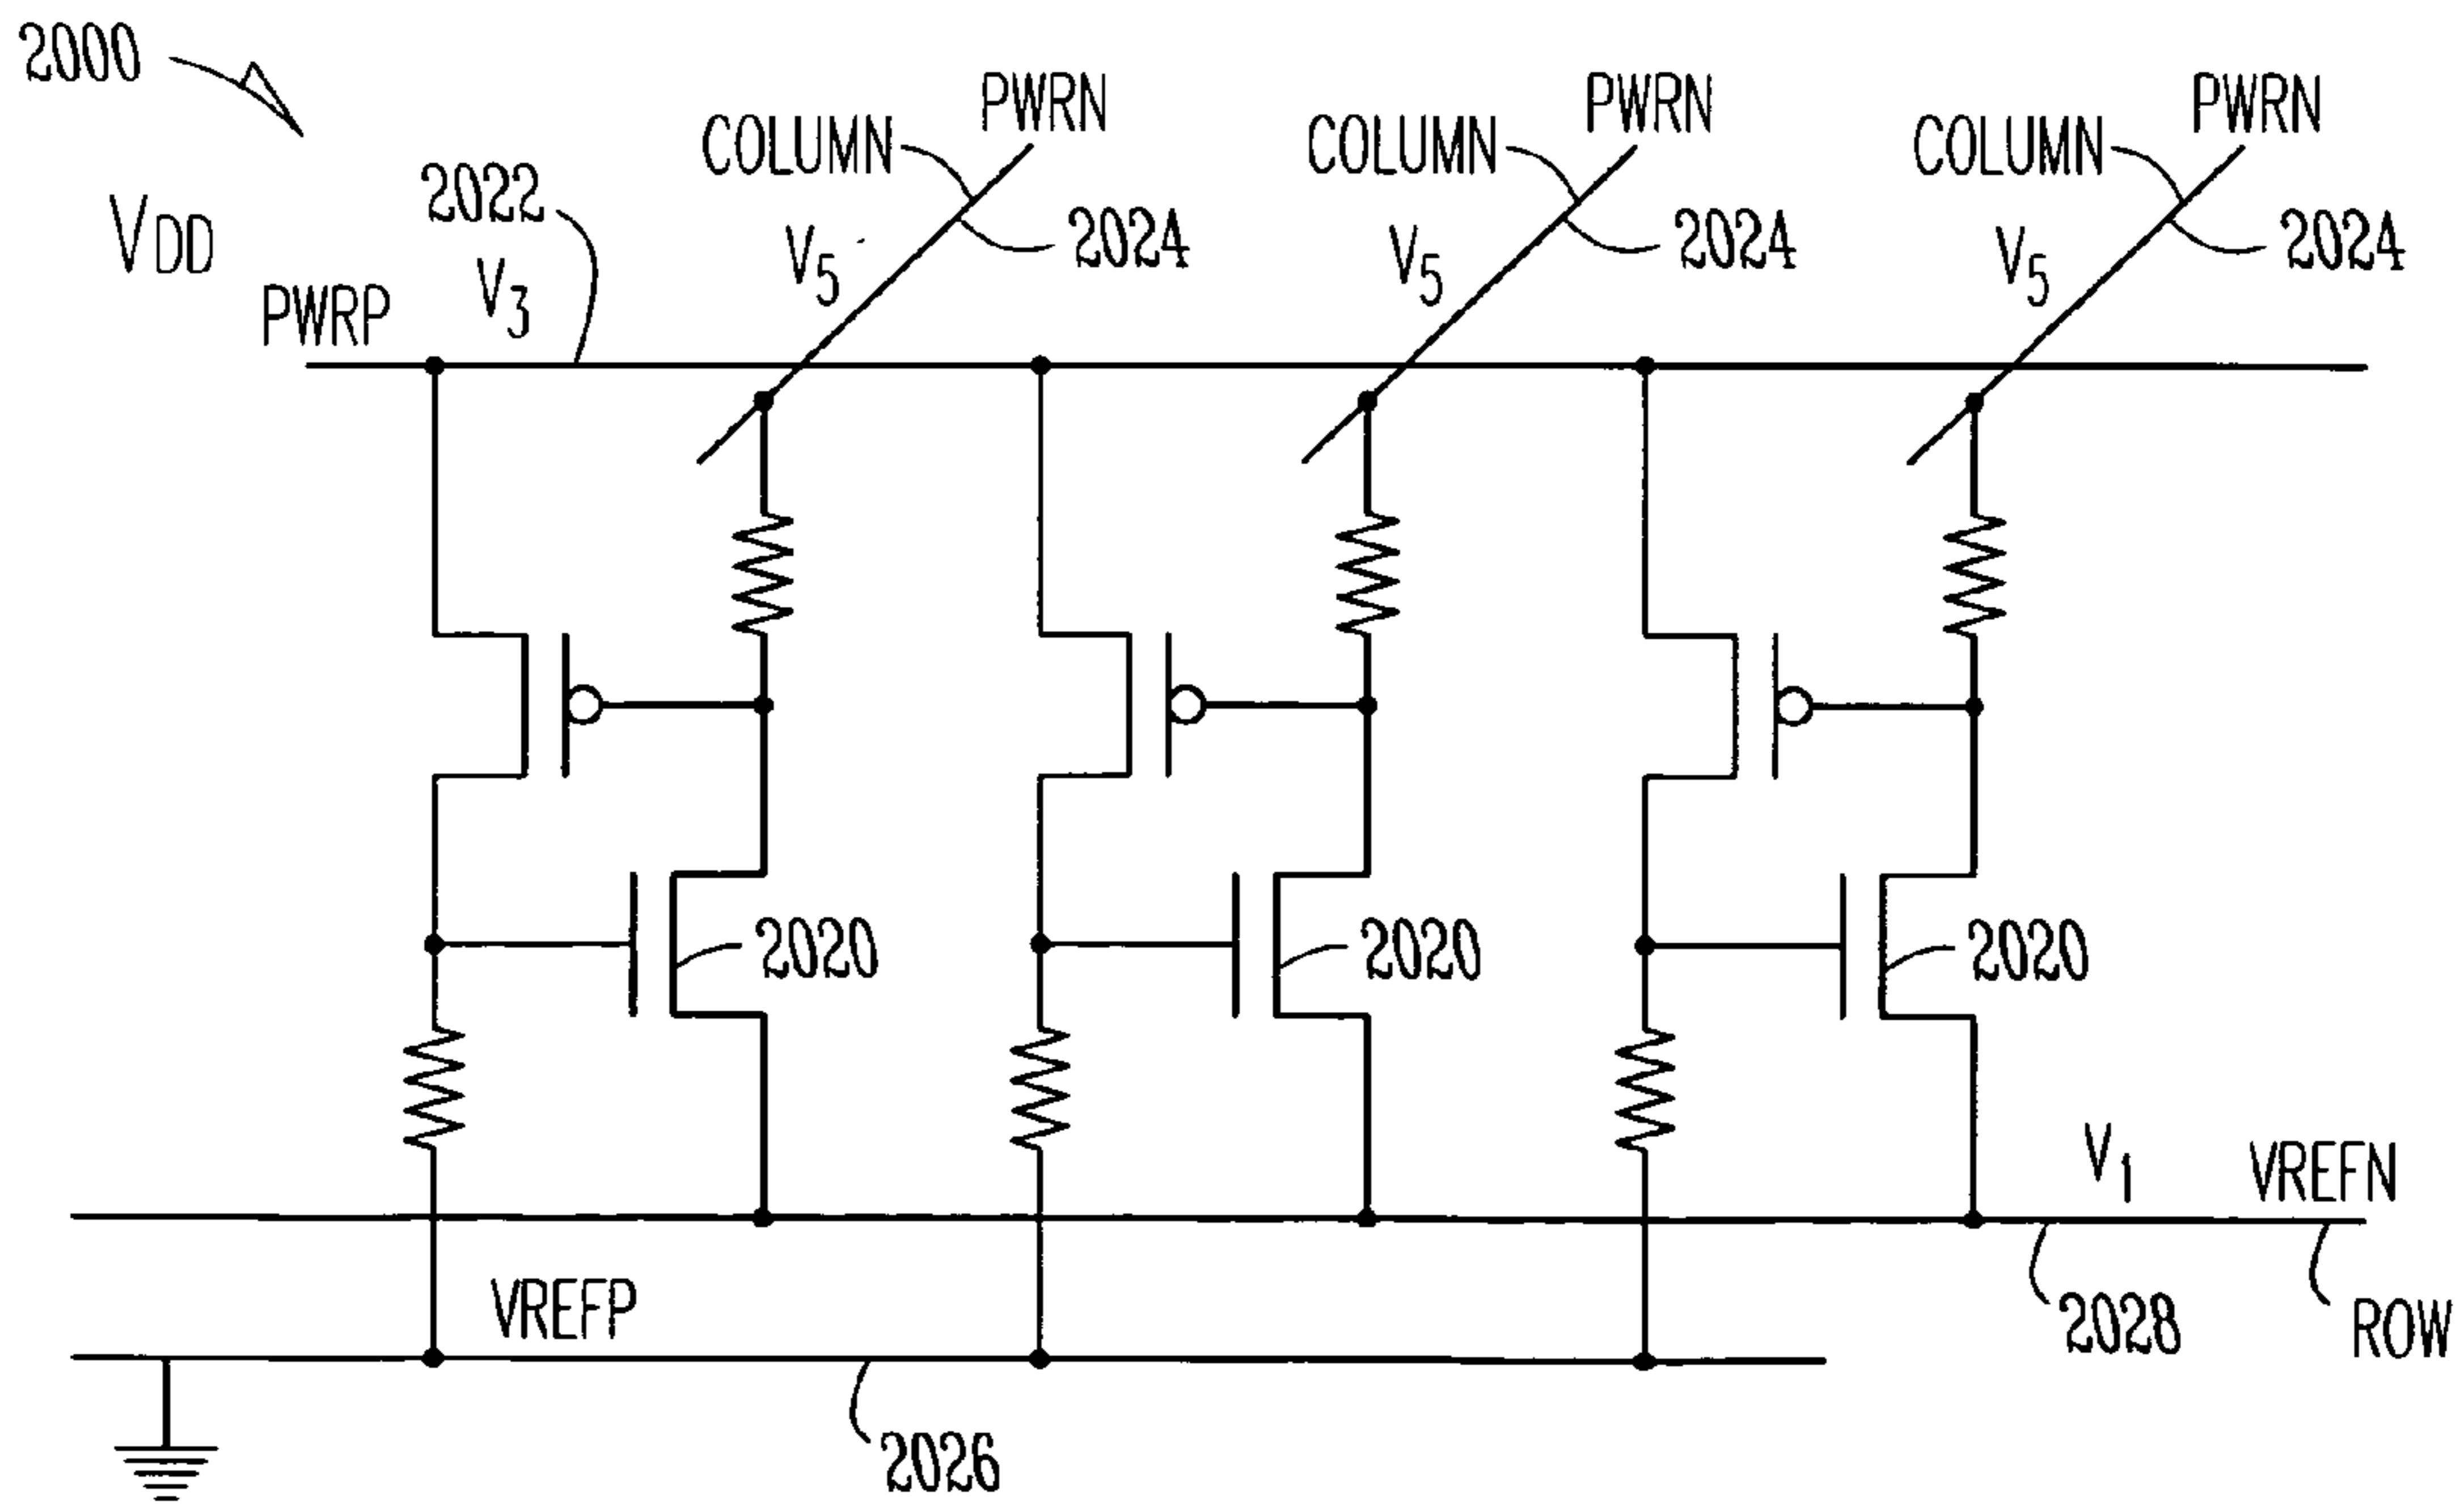 2000
PWRN
PWRN
PWRN
COLUMN
COLUMN
COLUMN
2022
2024
2024
2024
VDD
V3
V5
V5
V5
PWRP
2020
2020
2020
V1
VREFN
VREFP
2028
ROW
2026